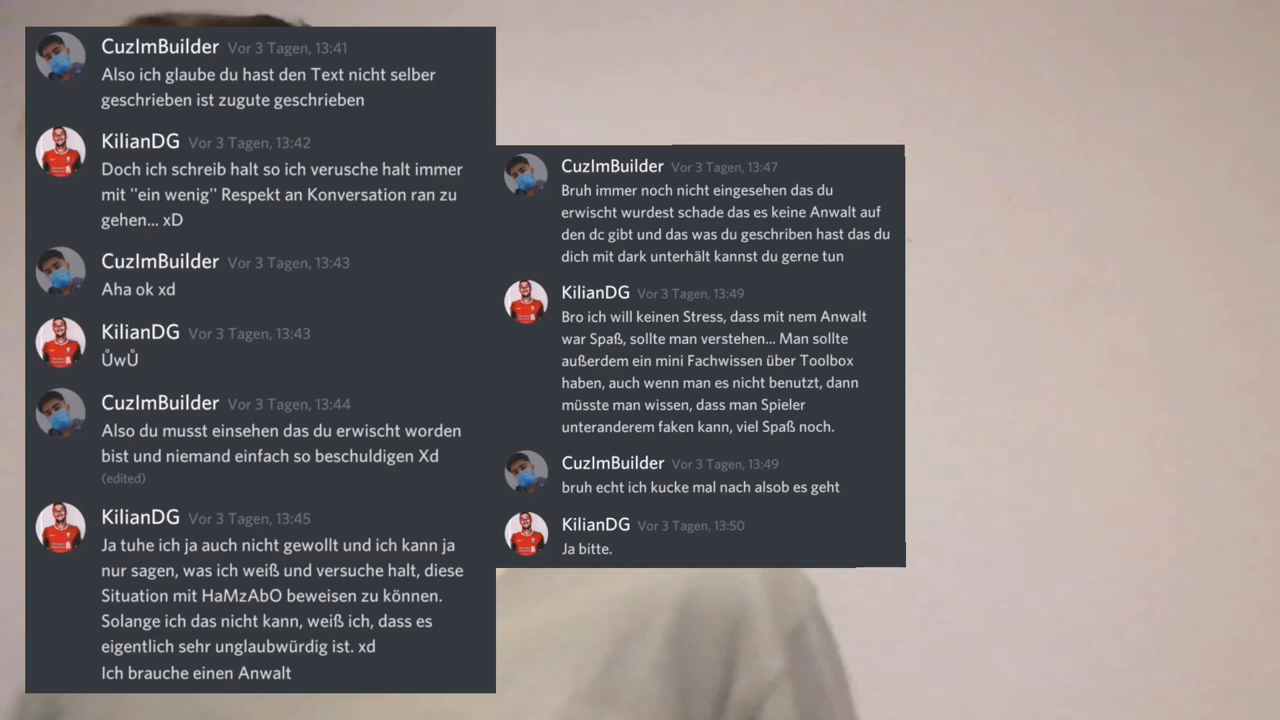 CuzImBuilder Vor 3 Tagen, 13:41
Also ich glaube du hast den Text nicht selber
geschrieben ist zugute geschrieben
KilianDG Vor 3 Tagen, 13:42
Doch ich schreib halt so ich verusche halt immer
mit "ein wenig" Respekt an Konversation ran zu
gehen... xD
CuzImBuilder Vor 3 Tagen, 13:43
Aha ok xd
KilianDG Vor 3 Tagen, 13:43
ŮwŮ
CuzImBuilder Vor 3 Tagen, 13:44
Also du musst einsehen das du erwischt worden
bist und niemand einfach so beschuldigen Xd
(edited)
KilianDG Vor 3 Tagen, 13:45
Ja tuhe ich ja auch nicht gewollt und ich kann ja
nur sagen, was ich weiß und versuche halt, diese
Situation mit HaMzAbO beweisen zu können.
Solange ich das nicht kann, weiß ich, dass es
eigentlich sehr unglaubwürdig ist. xd
Ich brauche einen Anwalt
CuzImBuilder Vor 3 Tagen, 13:47
Bruh immer noch nicht eingesehen das du
erwischt wurdest schade das es keine Anwalt auf
den dc gibt und das was du geschriben hast das du
dich mit dark unterhält kannst du gerne tun
KilianDG Vor 3 Tagen, 13:49
Bro ich will keinen Stress, dass mit nem Anwalt
war Spaß, sollte man verstehen... Man sollte
außerdem ein mini Fachwissen über Toolbox
haben, auch wenn man es nicht benutzt, dann
müsste man wissen, dass man Spieler
unteranderem faken kann, viel Spaß noch.
CuzImBuilder Vor 3 Tagen, 13:49
bruh echt ich kucke mal nach alsob es geht
KilianDG Vor 3 Tagen, 13:50
Ja bitte.